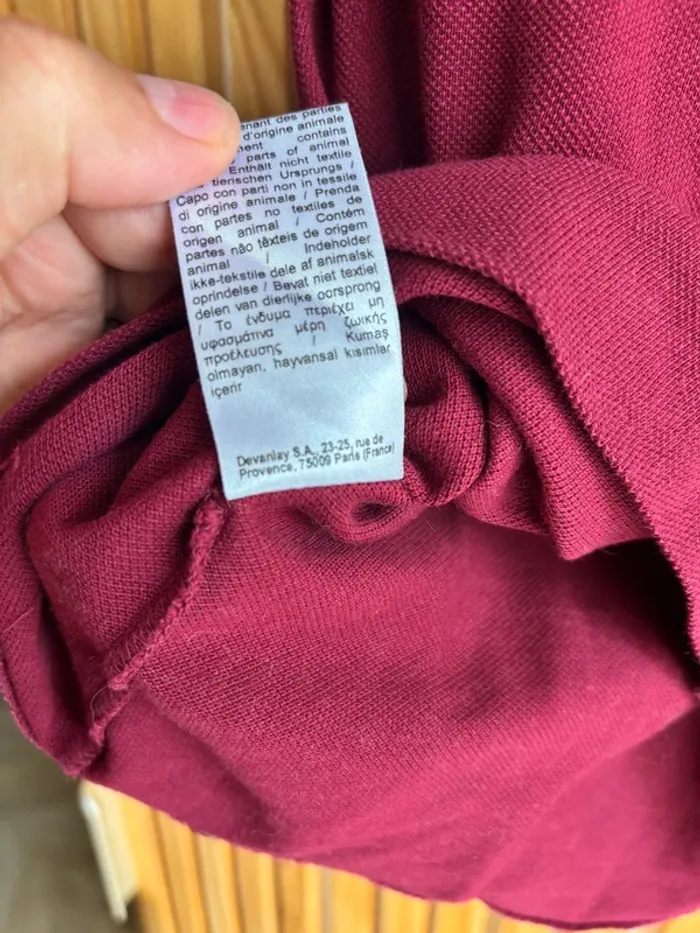 nant des parties
d'origine animale
ment contains
parts of animal
Enthält nicht textile
tierischen Ursprungs /
Capo con parti non in tessile
di origine animale / Prenda
con partes no textiles de
origen animal / Contém
partes não têxteis de origem
animal / Indeholder
ikke-tekstile dele af animalsk
oprindelse / Bevat niet textiel
delen van dierlijke oorsprong
/ Το ένδυμα περιέχει μη
υφασμάτινα μέρη ζωικής
προέλευσης / Kumaş
olmayan, hayvansal kısımlar
içerir
Devanlay S.A., 23-25, rue de
Provence, 75009 Paris (France)